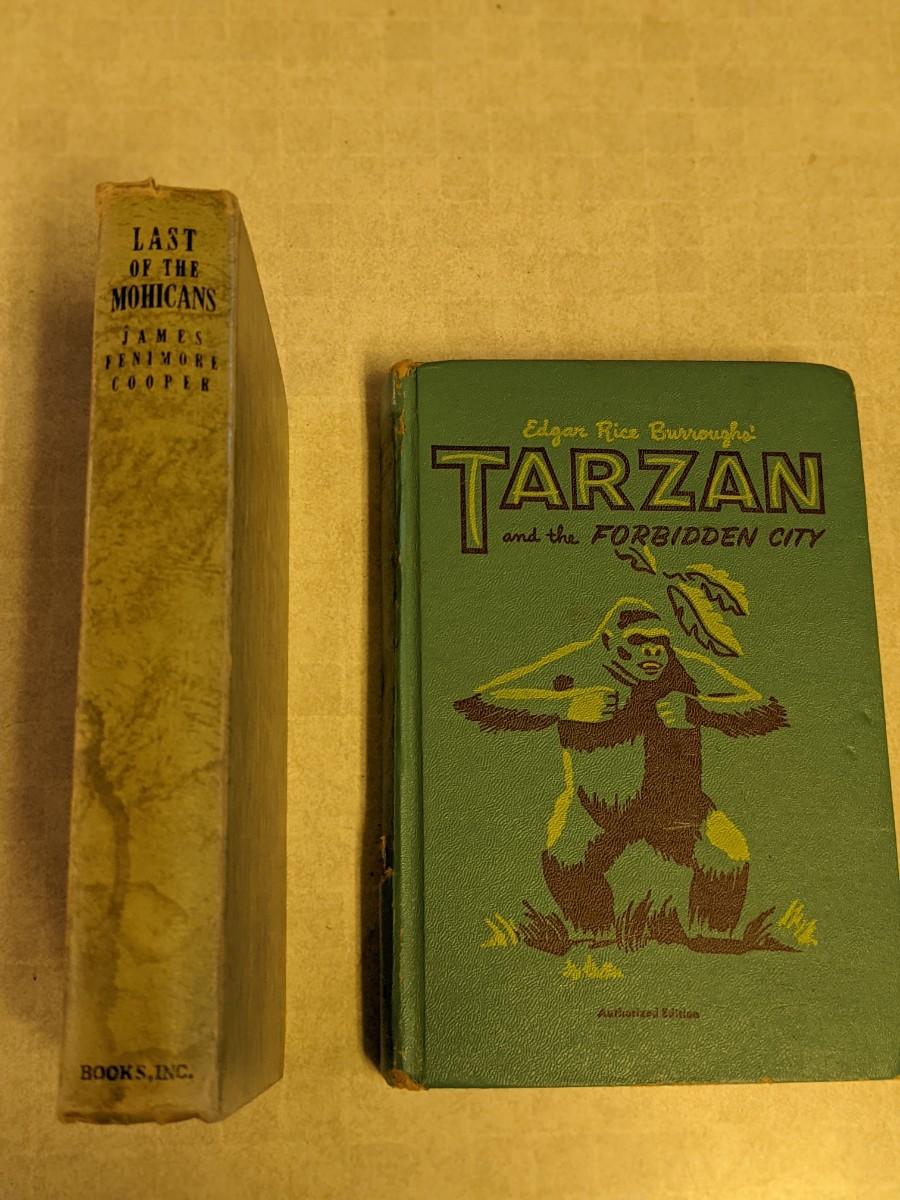 LAST
OF THE
MOHICANS
JAMES
FENIMORE
COOPER
BOOKS, INC.
Edgar Rice Burroughs'
TARZAN
and the FORBIDDEN CITY
Authorized Edition